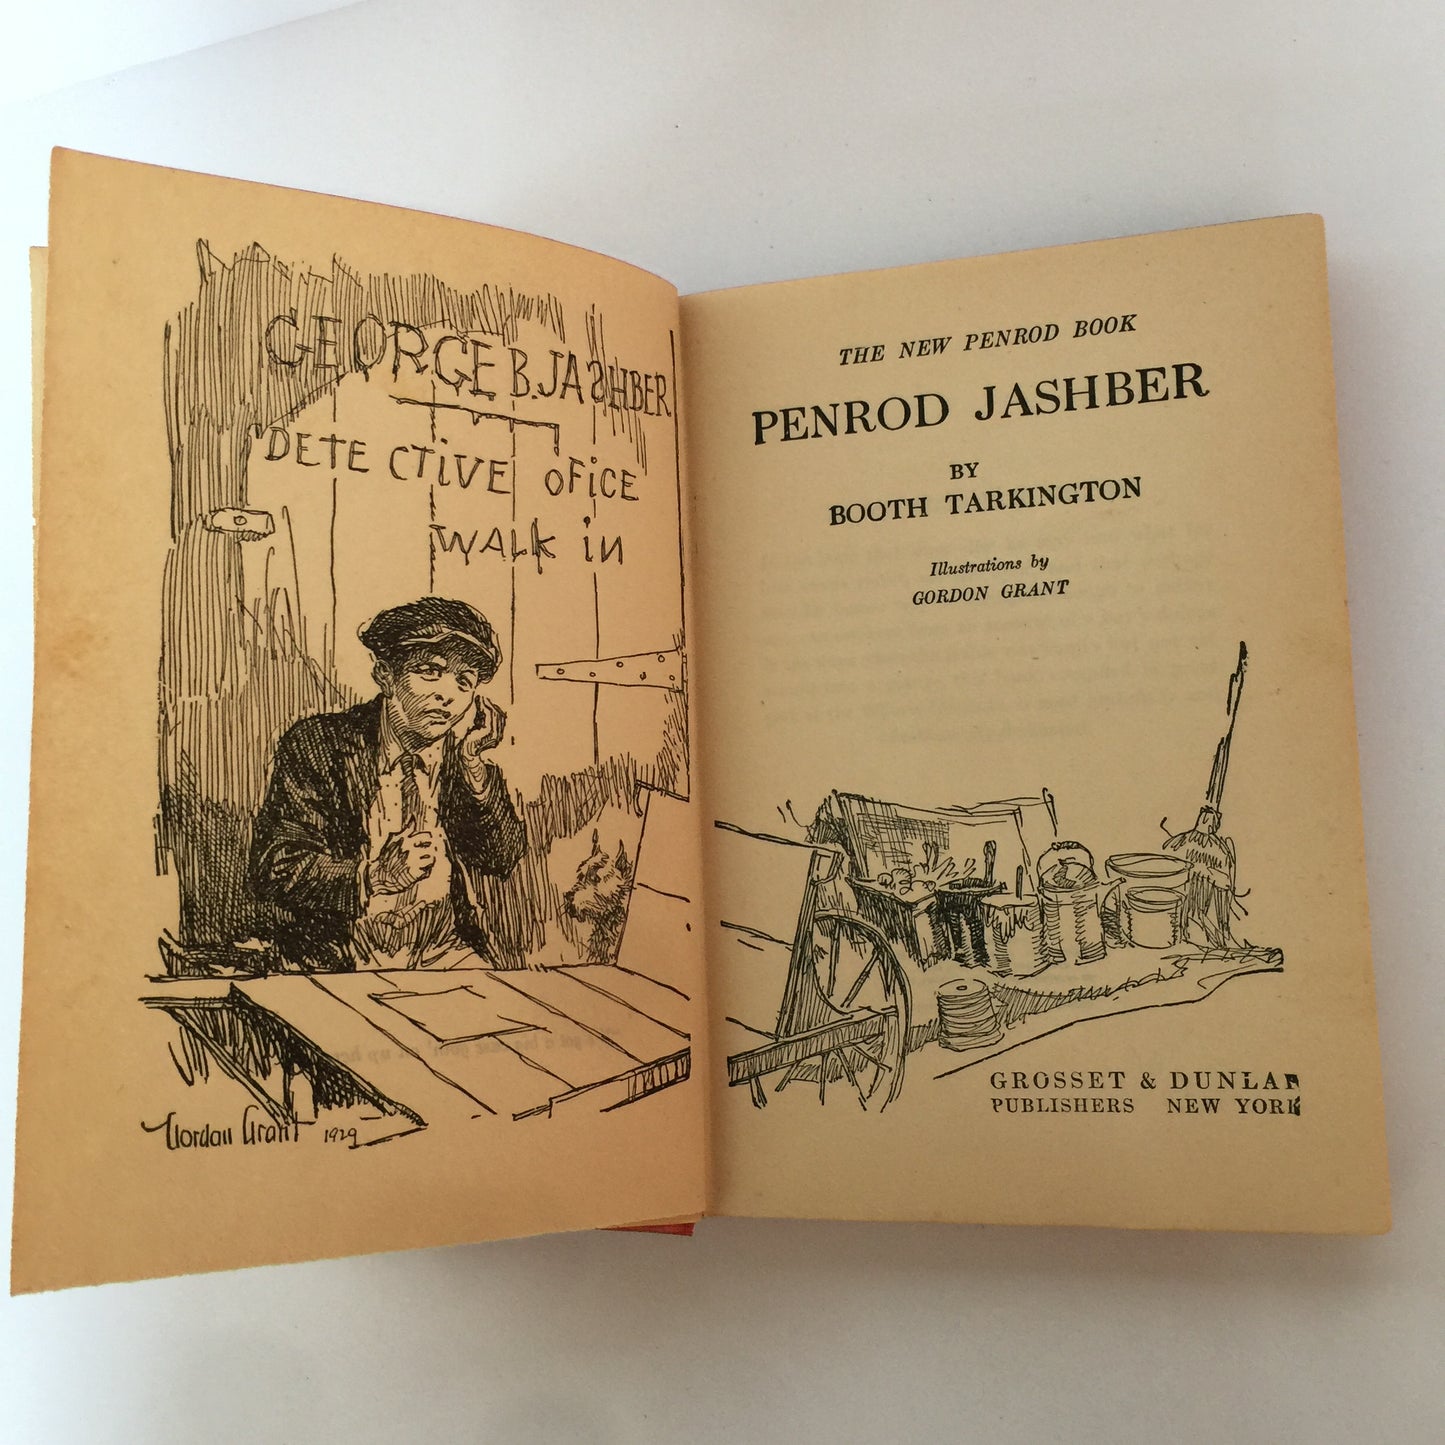 GEORGE B. JASHBER
DETECTIVE OFICE
WALK iN
Gordon Grant 1929
THE NEW PENROD BOOK
PENROD JASHBER
BY
BOOTH TARKINGTON
Illustrations by
GORDON GRANT
GROSSET & DUNLAP
PUBLISHERS NEW YORK